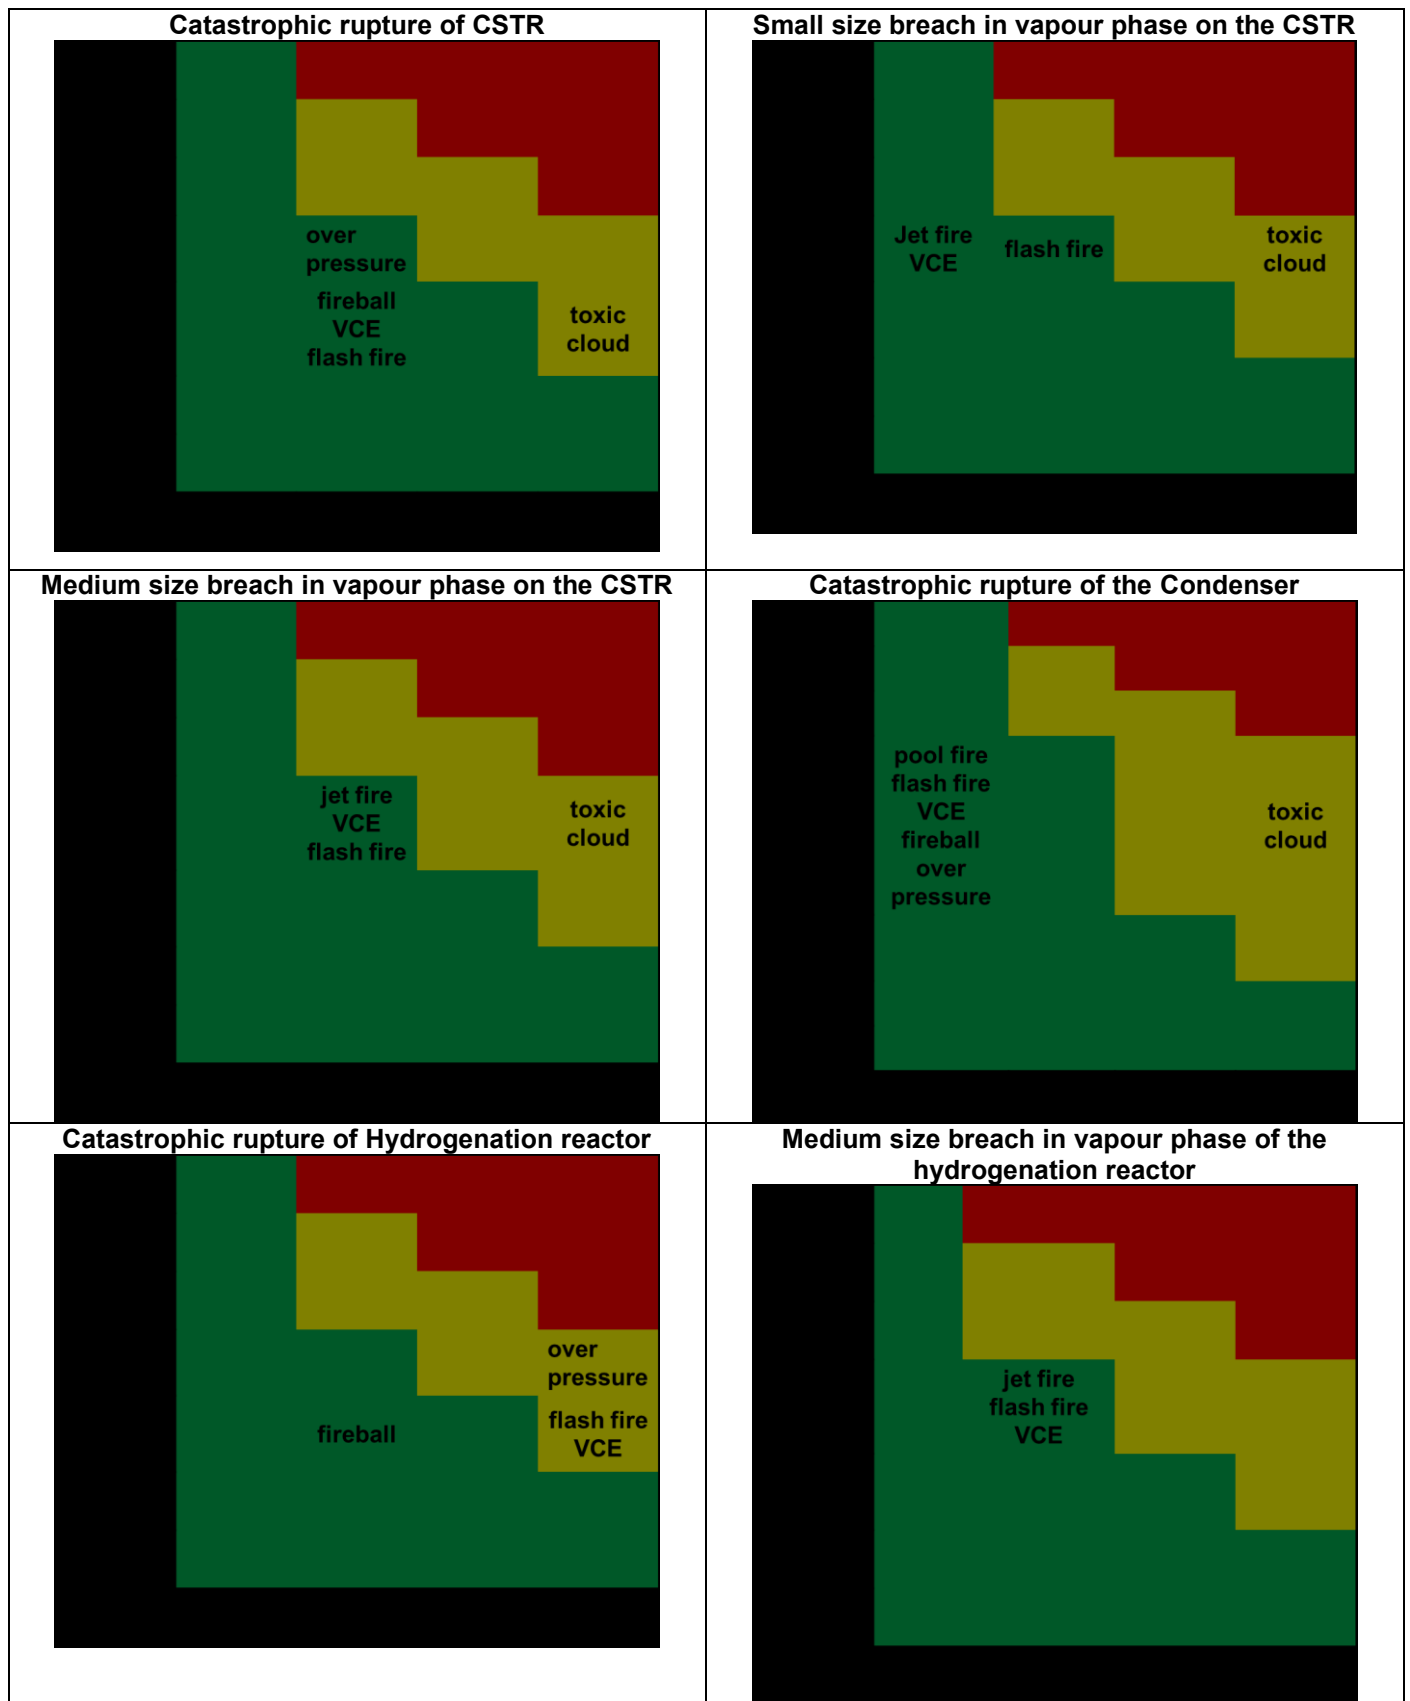 Catastrophic rupture of CSTR
over
pressure
fireball
VCE
flash fire
toxic
cloud
Small size breach in vapour phase on the CSTR
Jet fire
VCE
flash fire
toxic
cloud
Medium size breach in vapour phase on the CSTR
jet fire
VCE
flash fire
toxic
cloud
Catastrophic rupture of the Condenser
pool fire
flash fire
VCE
fireball
over
pressure
toxic
cloud
Catastrophic rupture of Hydrogenation reactor
over
pressure
fireball
flash fire
VCE
Medium size breach in vapour phase of the
hydrogenation reactor
jet fire
flash fire
VCE